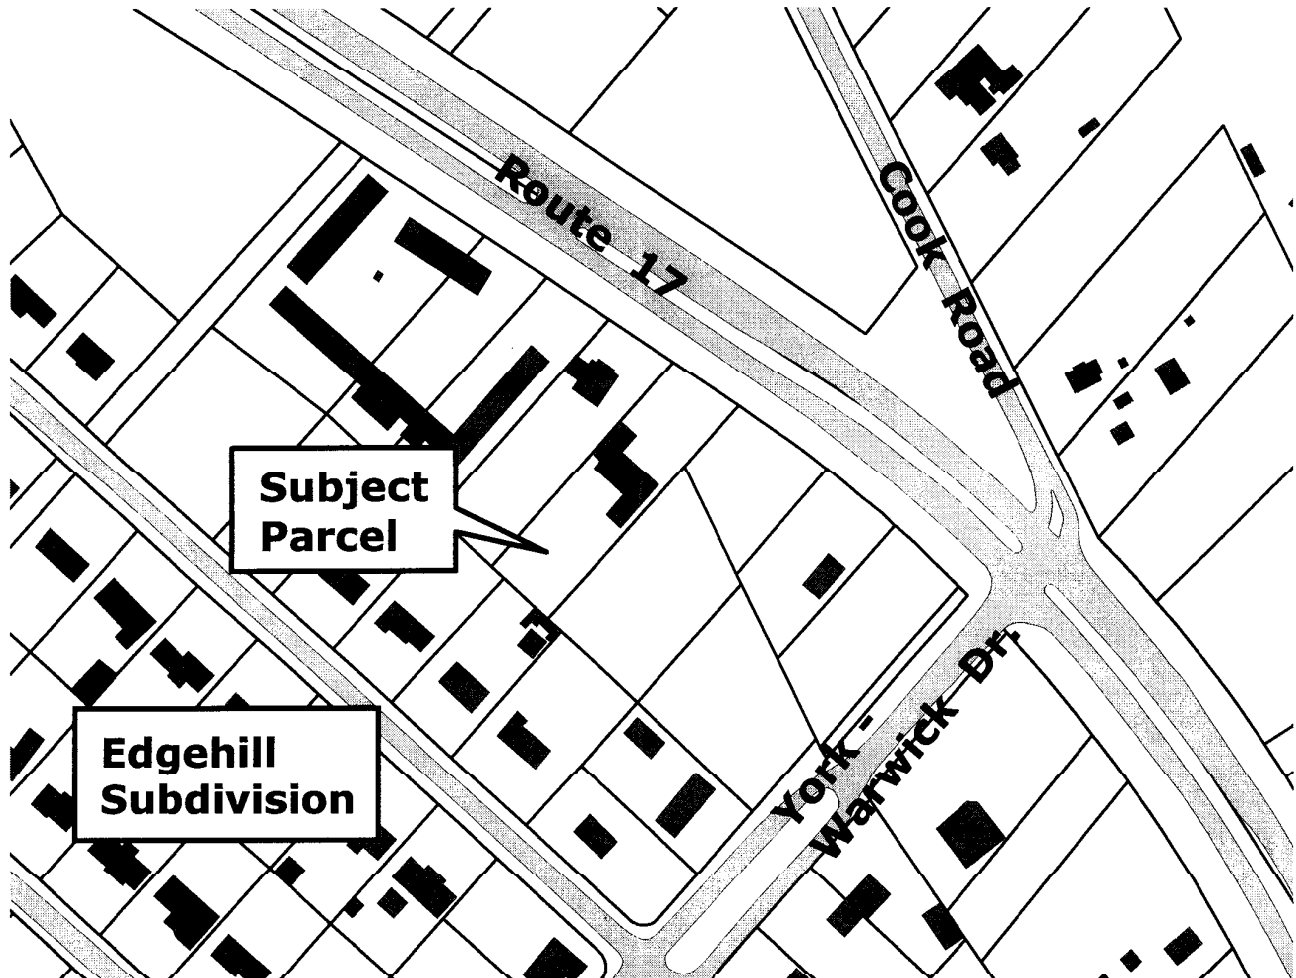 Route 17
Cook Road
Subject
Parcel
York -
Warwick Dr.
Edgehill
Subdivision